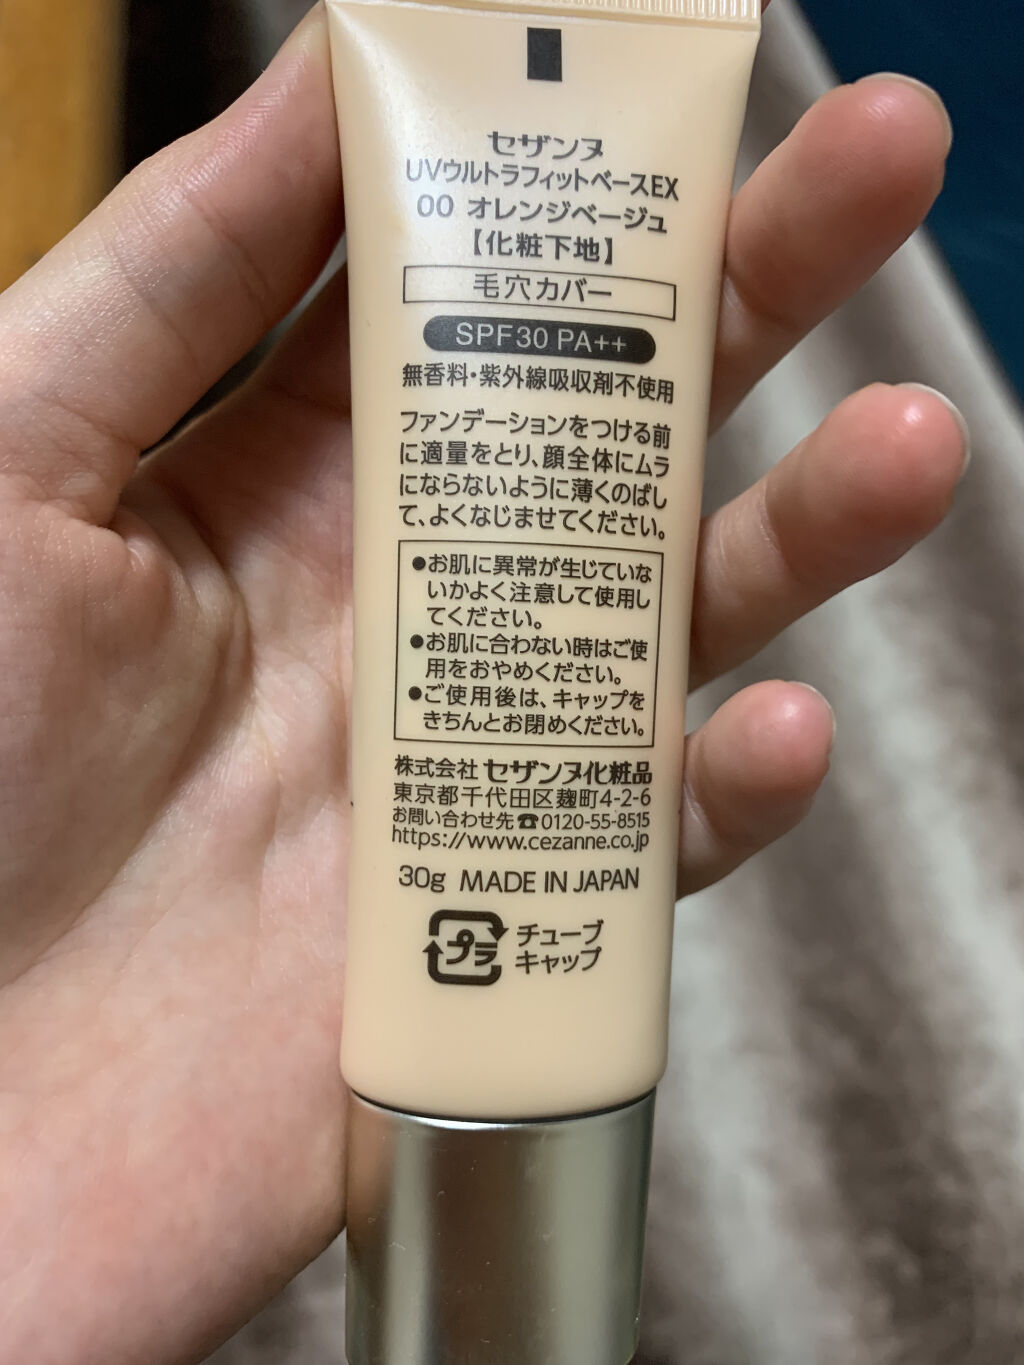 セザンヌ
UVウルトラフィットベースEX
00 オレンジベージュ
【化粧下地】
毛穴カバー
SPF30 PA++
無香料・紫外線吸収剤不使用
ファンデーションをつける前
に適量をとり、顔全体にムラ
にならないように薄くのばし
て、よくなじませてください。
●お肌に異常が生じていな
いかよく注意して使用し
てください。
●お肌に合わない時はご使
用をおやめください。
●ご使用後は、キャップを
きちんとお閉めください。
株式会社 セザンヌ化粧品
東京都千代田区麹町4-2-6
お問い合わせ先☎0120-55-8515
https://www.cezanne.co.jp
30g MADE IN JAPAN
プラ チューブ
キャップ